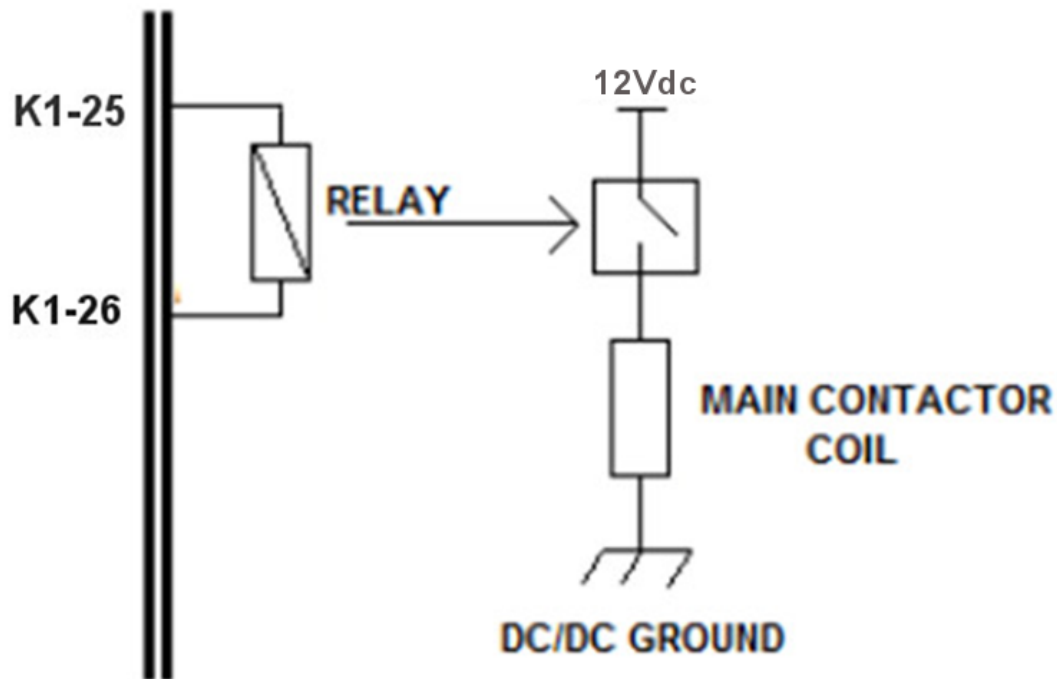 K1-25
12Vdc
RELAY
K1-26
MAIN CONTACTOR
COIL
DC/DC GROUND